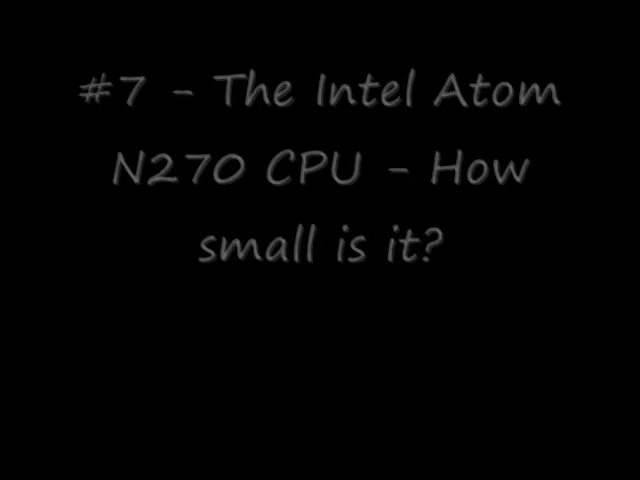 #7 - The Intel Atom
N270 CPU - How
small is it?